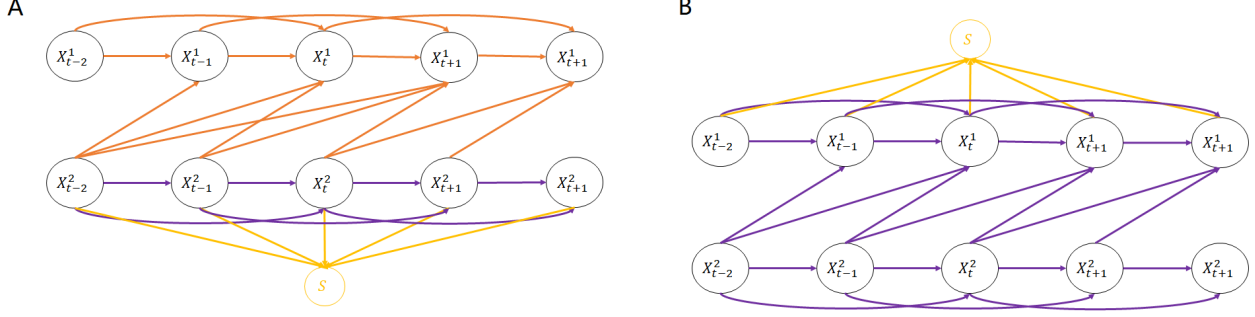 A
B
S
X^1_{t-2} X^1_{t-1} X^1_t X^1_{t+1} X^1_{t+1}
X^1_{t-2} X^1_{t-1} X^1_t X^1_{t+1} X^1_{t+1}
X^2_{t-2} X^2_{t-1} X^2_t X^2_{t+1} X^2_{t+1}
X^2_{t-2} X^2_{t-1} X^2_t X^2_{t+1} X^2_{t+1}
S